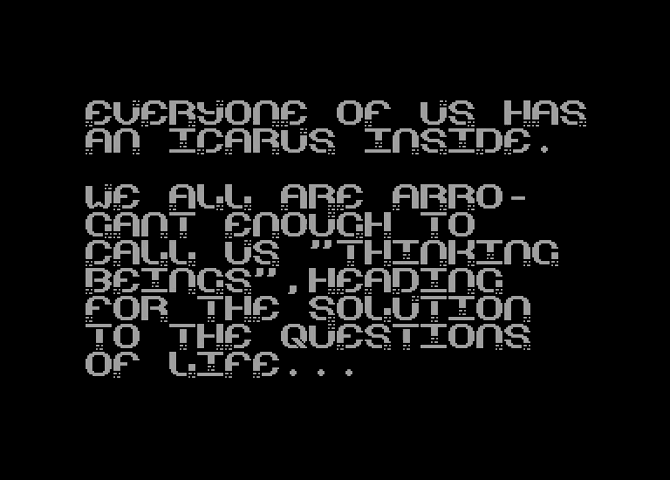 EVERYONE OF US HAS
AN ICARUS INSIDE.
WE ALL ARE ARRO-
GANT ENOUGH TO
CALL US "THINKING
BEINGS",HEADING
FOR THE SOLUTION
TO THE QUESTIONS
OF LIFE...